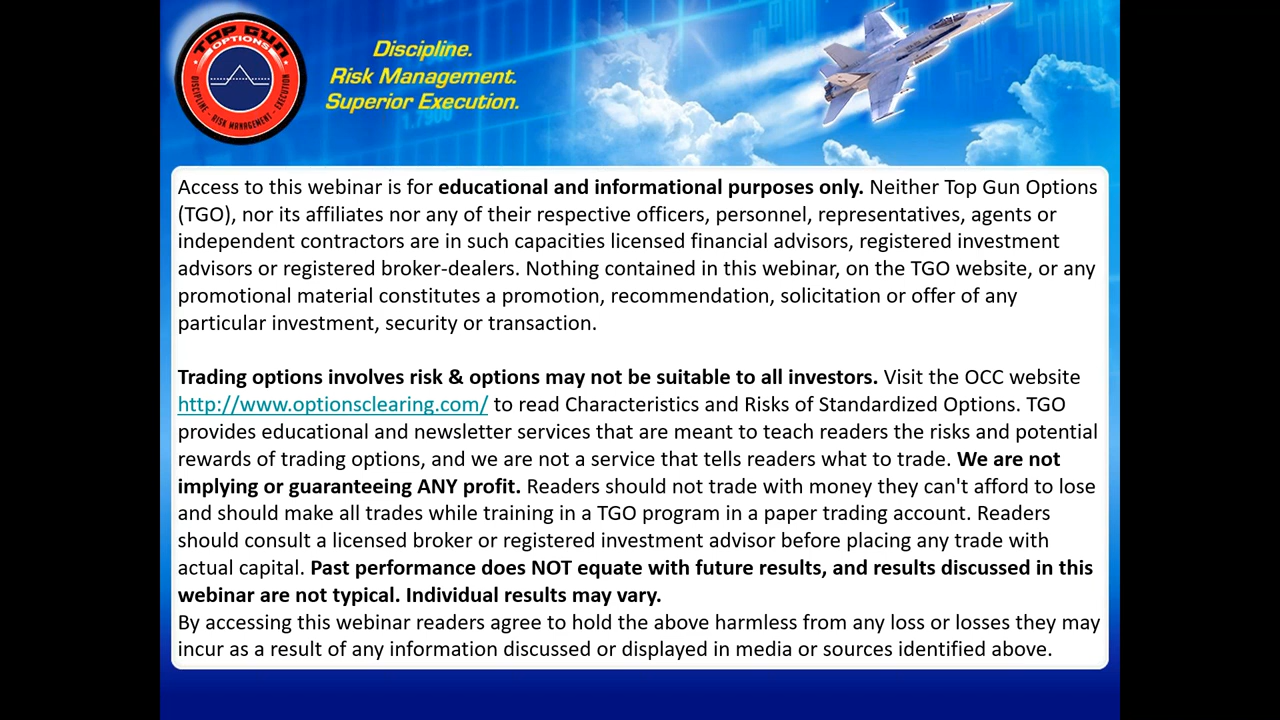 TOP GUN
OPTIONS
DISCIPLINE - RISK MANAGEMENT - EXECUTION
Discipline.
Risk Management.
Superior Execution.
1.7900
Access to this webinar is for educational and informational purposes only. Neither Top Gun Options
(TGO), nor its affiliates nor any of their respective officers, personnel, representatives, agents or
independent contractors are in such capacities licensed financial advisors, registered investment
advisors or registered broker-dealers. Nothing contained in this webinar, on the TGO website, or any
promotional material constitutes a promotion, recommendation, solicitation or offer of any
particular investment, security or transaction.
Trading options involves risk & options may not be suitable to all investors. Visit the OCC website
http://www.optionsclearing.com/ to read Characteristics and Risks of Standardized Options. TGO
provides educational and newsletter services that are meant to teach readers the risks and potential
rewards of trading options, and we are not a service that tells readers what to trade. We are not
implying or guaranteeing ANY profit. Readers should not trade with money they can't afford to lose
and should make all trades while training in a TGO program in a paper trading account. Readers
should consult a licensed broker or registered investment advisor before placing any trade with
actual capital. Past performance does NOT equate with future results, and results discussed in this
webinar are not typical. Individual results may vary.
By accessing this webinar readers agree to hold the above harmless from any loss or losses they may
incur as a result of any information discussed or displayed in media or sources identified above.